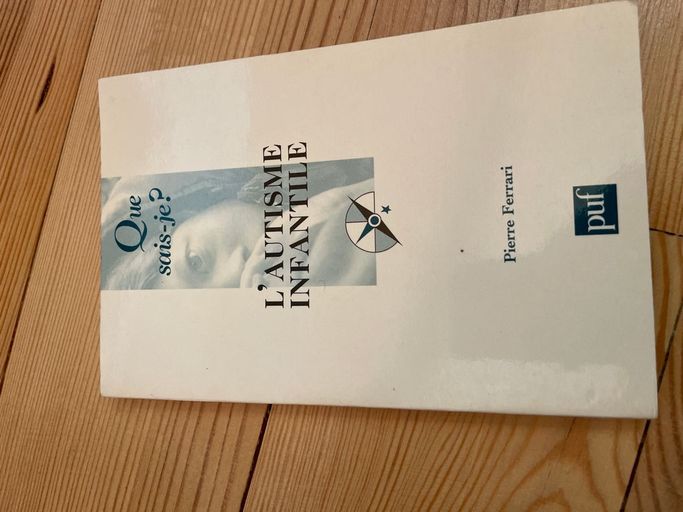 Que
sais-je?
L'AUTISME
INFANTILE
Pierre Ferrari
puf